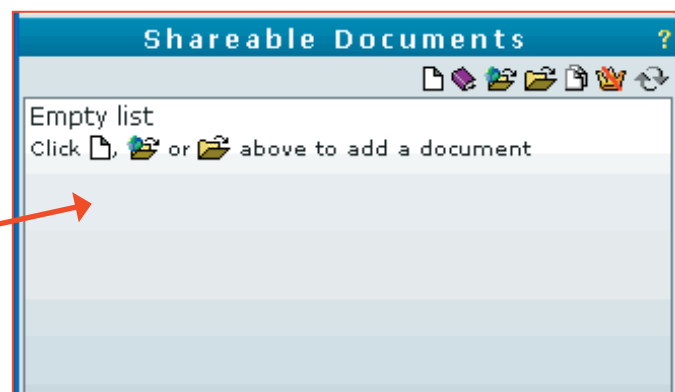 Shareable Documents ?
Empty list
Click , or above to add a document